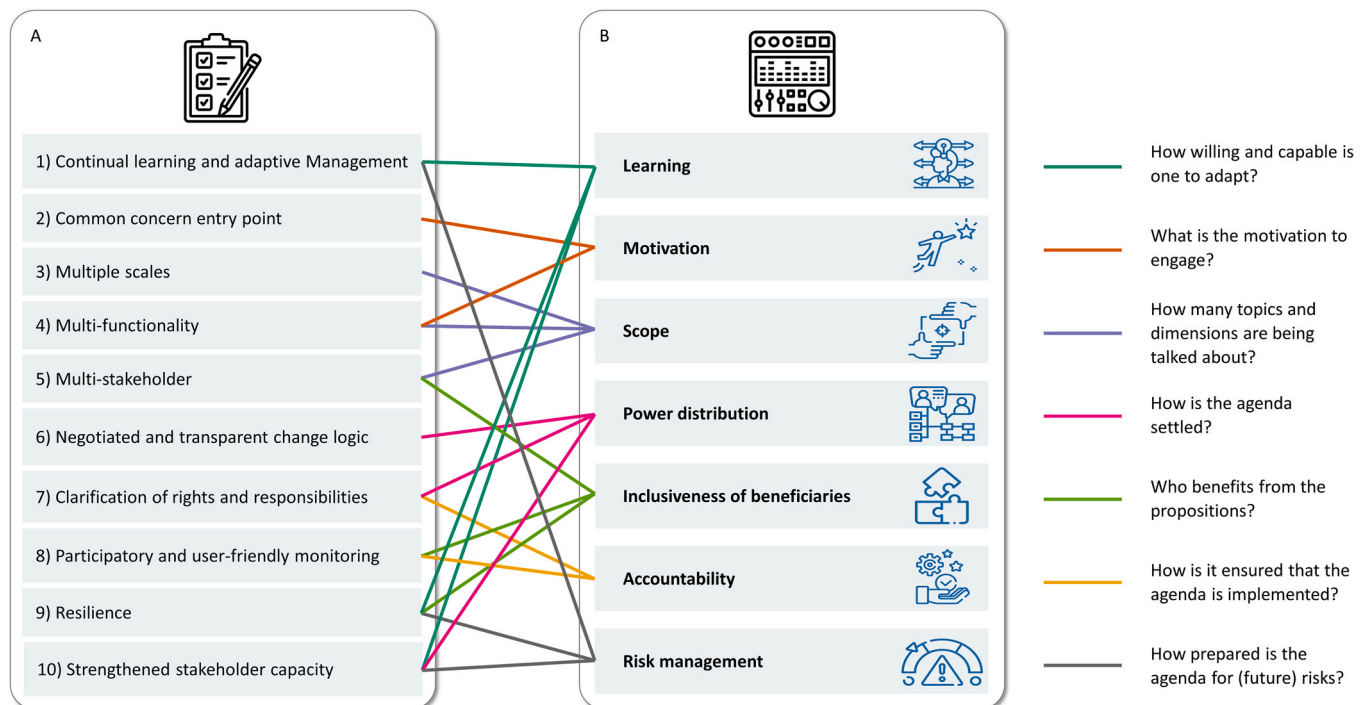 A
1) Continual learning and adaptive Management
2) Common concern entry point
3) Multiple scales
4) Multi-functionality
5) Multi-stakeholder
6) Negotiated and transparent change logic
7) Clarification of rights and responsibilities
8) Participatory and user-friendly monitoring
9) Resilience
10) Strengthened stakeholder capacity
B
Learning
Motivation
Scope
Power distribution
Inclusiveness of beneficiaries
Accountability
Risk management
How willing and capable is
one to adapt?
What is the motivation to
engage?
How many topics and
dimensions are being
talked about?
How is the agenda
settled?
Who benefits from the
propositions?
How is it ensured that the
agenda is implemented?
How prepared is the
agenda for (future) risks?